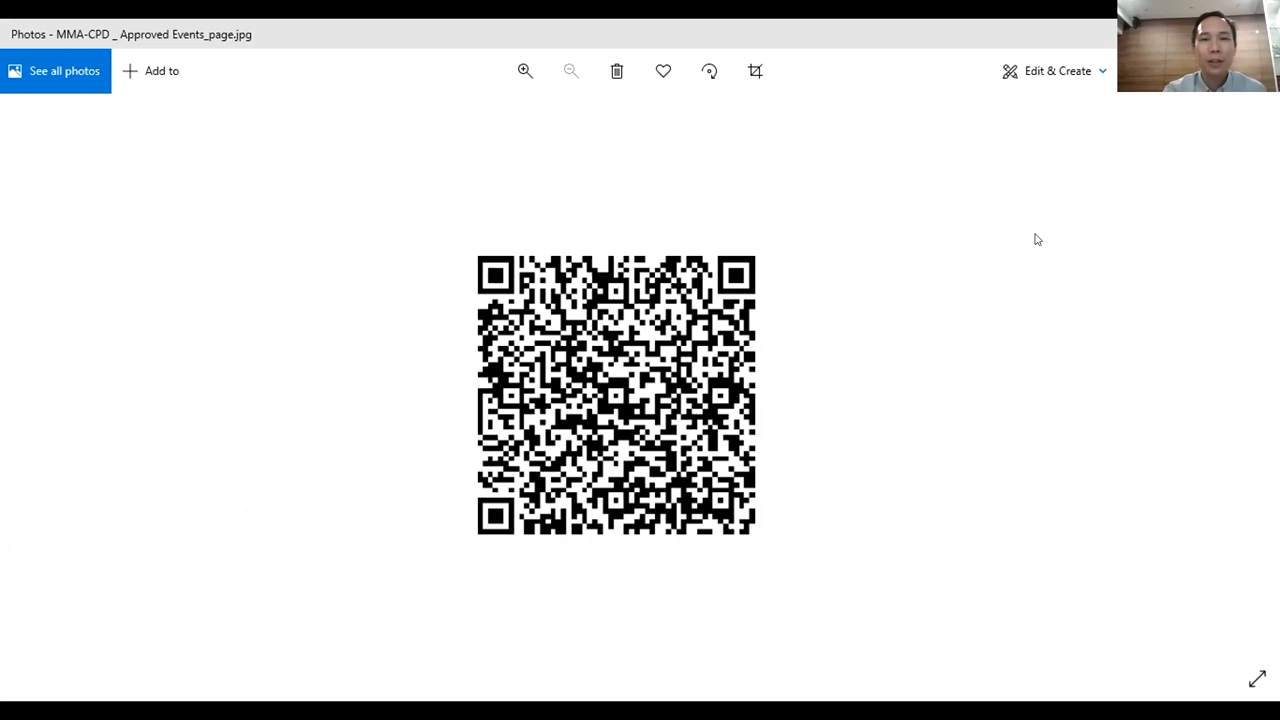 Photos - MMA-CPD _ Approved Events_page.jpg
See all photos
Add to
Edit & Create